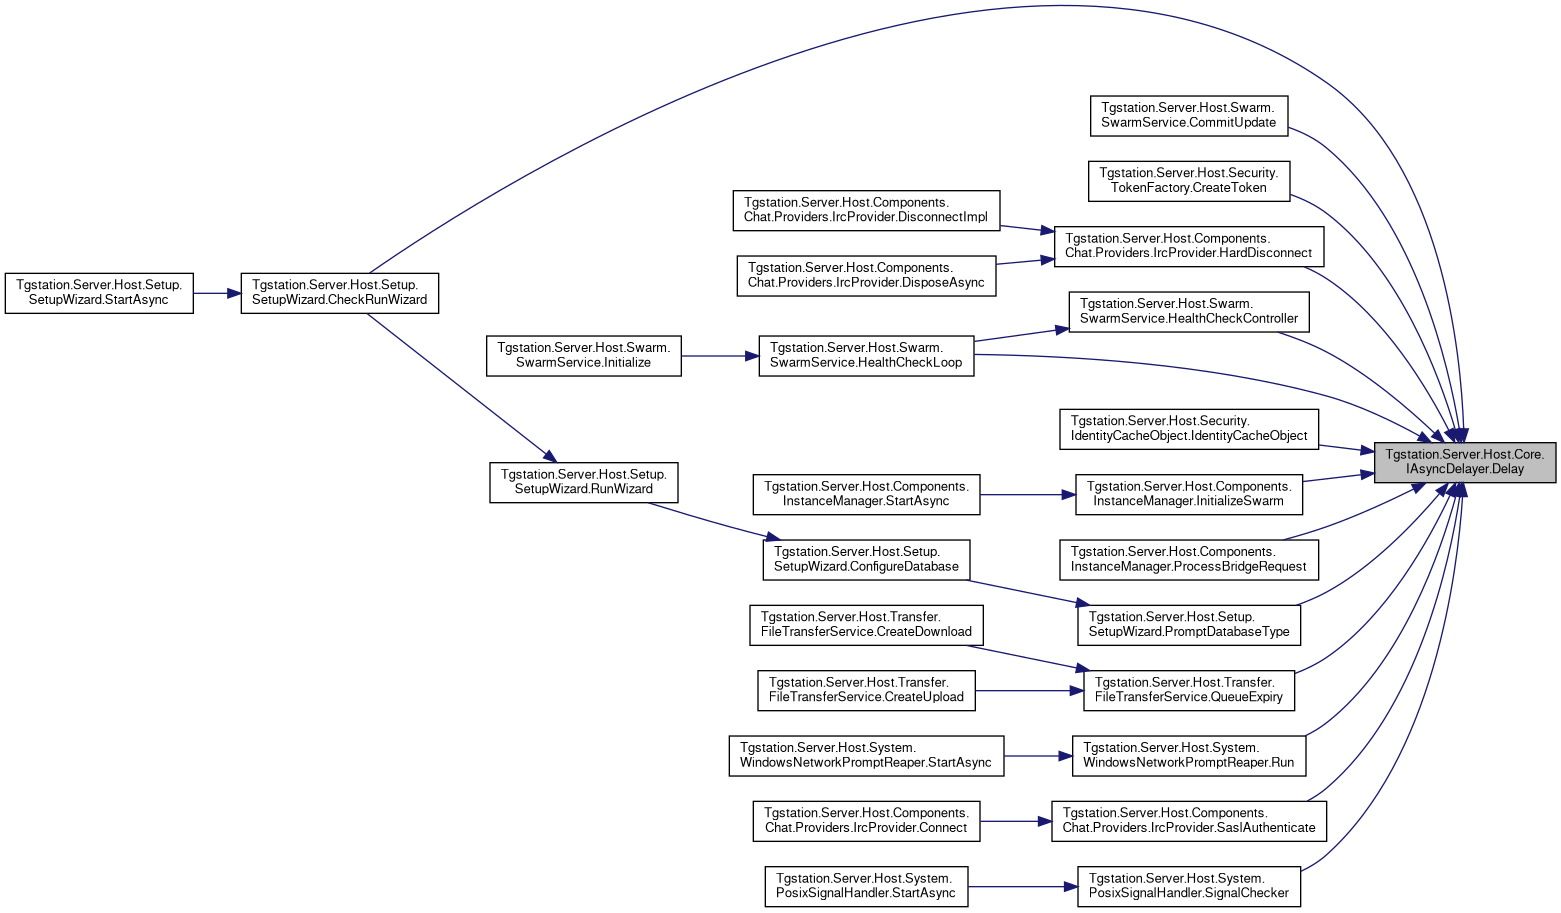 Tgstation.Server.Host.Swarm.
SwarmService.CommitUpdate
Tgstation.Server.Host.Security.
TokenFactory.CreateToken
Tgstation.Server.Host.Components.
Chat.Providers.IrcProvider.DisconnectImpl
Tgstation.Server.Host.Components.
Chat.Providers.IrcProvider.HardDisconnect
Tgstation.Server.Host.Components.
Chat.Providers.IrcProvider.DisposeAsync
Tgstation.Server.Host.Setup.
SetupWizard.StartAsync
Tgstation.Server.Host.Setup.
SetupWizard.CheckRunWizard
Tgstation.Server.Host.Swarm.
SwarmService.HealthCheckController
Tgstation.Server.Host.Swarm.
SwarmService.Initialize
Tgstation.Server.Host.Swarm.
SwarmService.HealthCheckLoop
Tgstation.Server.Host.Security.
IdentityCacheObject.IdentityCacheObject
Tgstation.Server.Host.Core.
IAsyncDelayer.Delay
Tgstation.Server.Host.Setup.
SetupWizard.RunWizard
Tgstation.Server.Host.Components.
InstanceManager.StartAsync
Tgstation.Server.Host.Components.
InstanceManager.InitializeSwarm
Tgstation.Server.Host.Setup.
SetupWizard.ConfigureDatabase
Tgstation.Server.Host.Components.
InstanceManager.ProcessBridgeRequest
Tgstation.Server.Host.Transfer.
FileTransferService.CreateDownload
Tgstation.Server.Host.Setup.
SetupWizard.PromptDatabaseType
Tgstation.Server.Host.Transfer.
FileTransferService.CreateUpload
Tgstation.Server.Host.Transfer.
FileTransferService.QueueExpiry
Tgstation.Server.Host.System.
WindowsNetworkPromptReaper.StartAsync
Tgstation.Server.Host.System.
WindowsNetworkPromptReaper.Run
Tgstation.Server.Host.Components.
Chat.Providers.IrcProvider.Connect
Tgstation.Server.Host.Components.
Chat.Providers.IrcProvider.SaslAuthenticate
Tgstation.Server.Host.System.
PosixSignalHandler.StartAsync
Tgstation.Server.Host.System.
PosixSignalHandler.SignalChecker